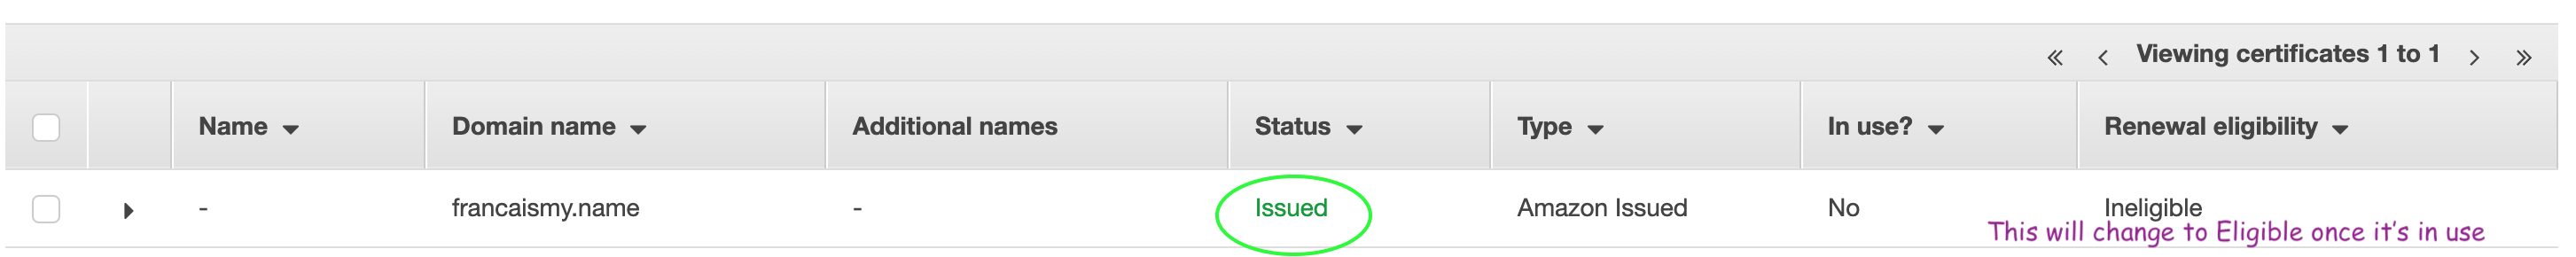 Viewing certificates 1 to 1
Name Domain name Additional names Status Type In use? Renewal eligibility
- francaismy.name - Issued Amazon Issued No Ineligible
This will change to Eligible once it's in use